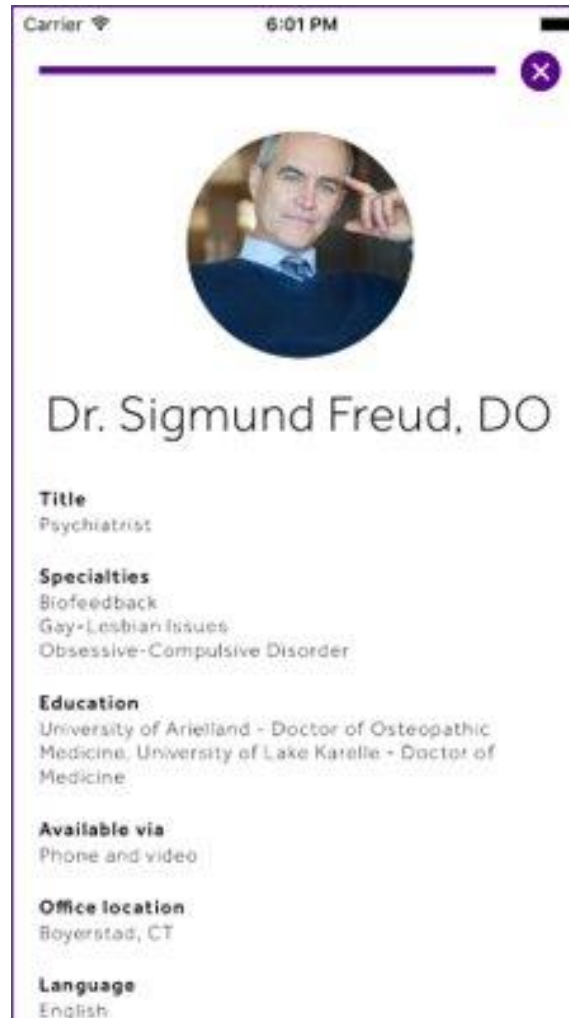 Carrier
6:01 PM
Dr. Sigmund Freud, DO
Title
Psychiatrist
Specialties
Biofeedback
Gay-Lesbian Issues
Obsessive-Compulsive Disorder
Education
University of Arielland - Doctor of Osteopathic
Medicine, University of Lake Karelle - Doctor of
Medicine
Available via
Phone and video
Office location
Boyerstad, CT
Language
English